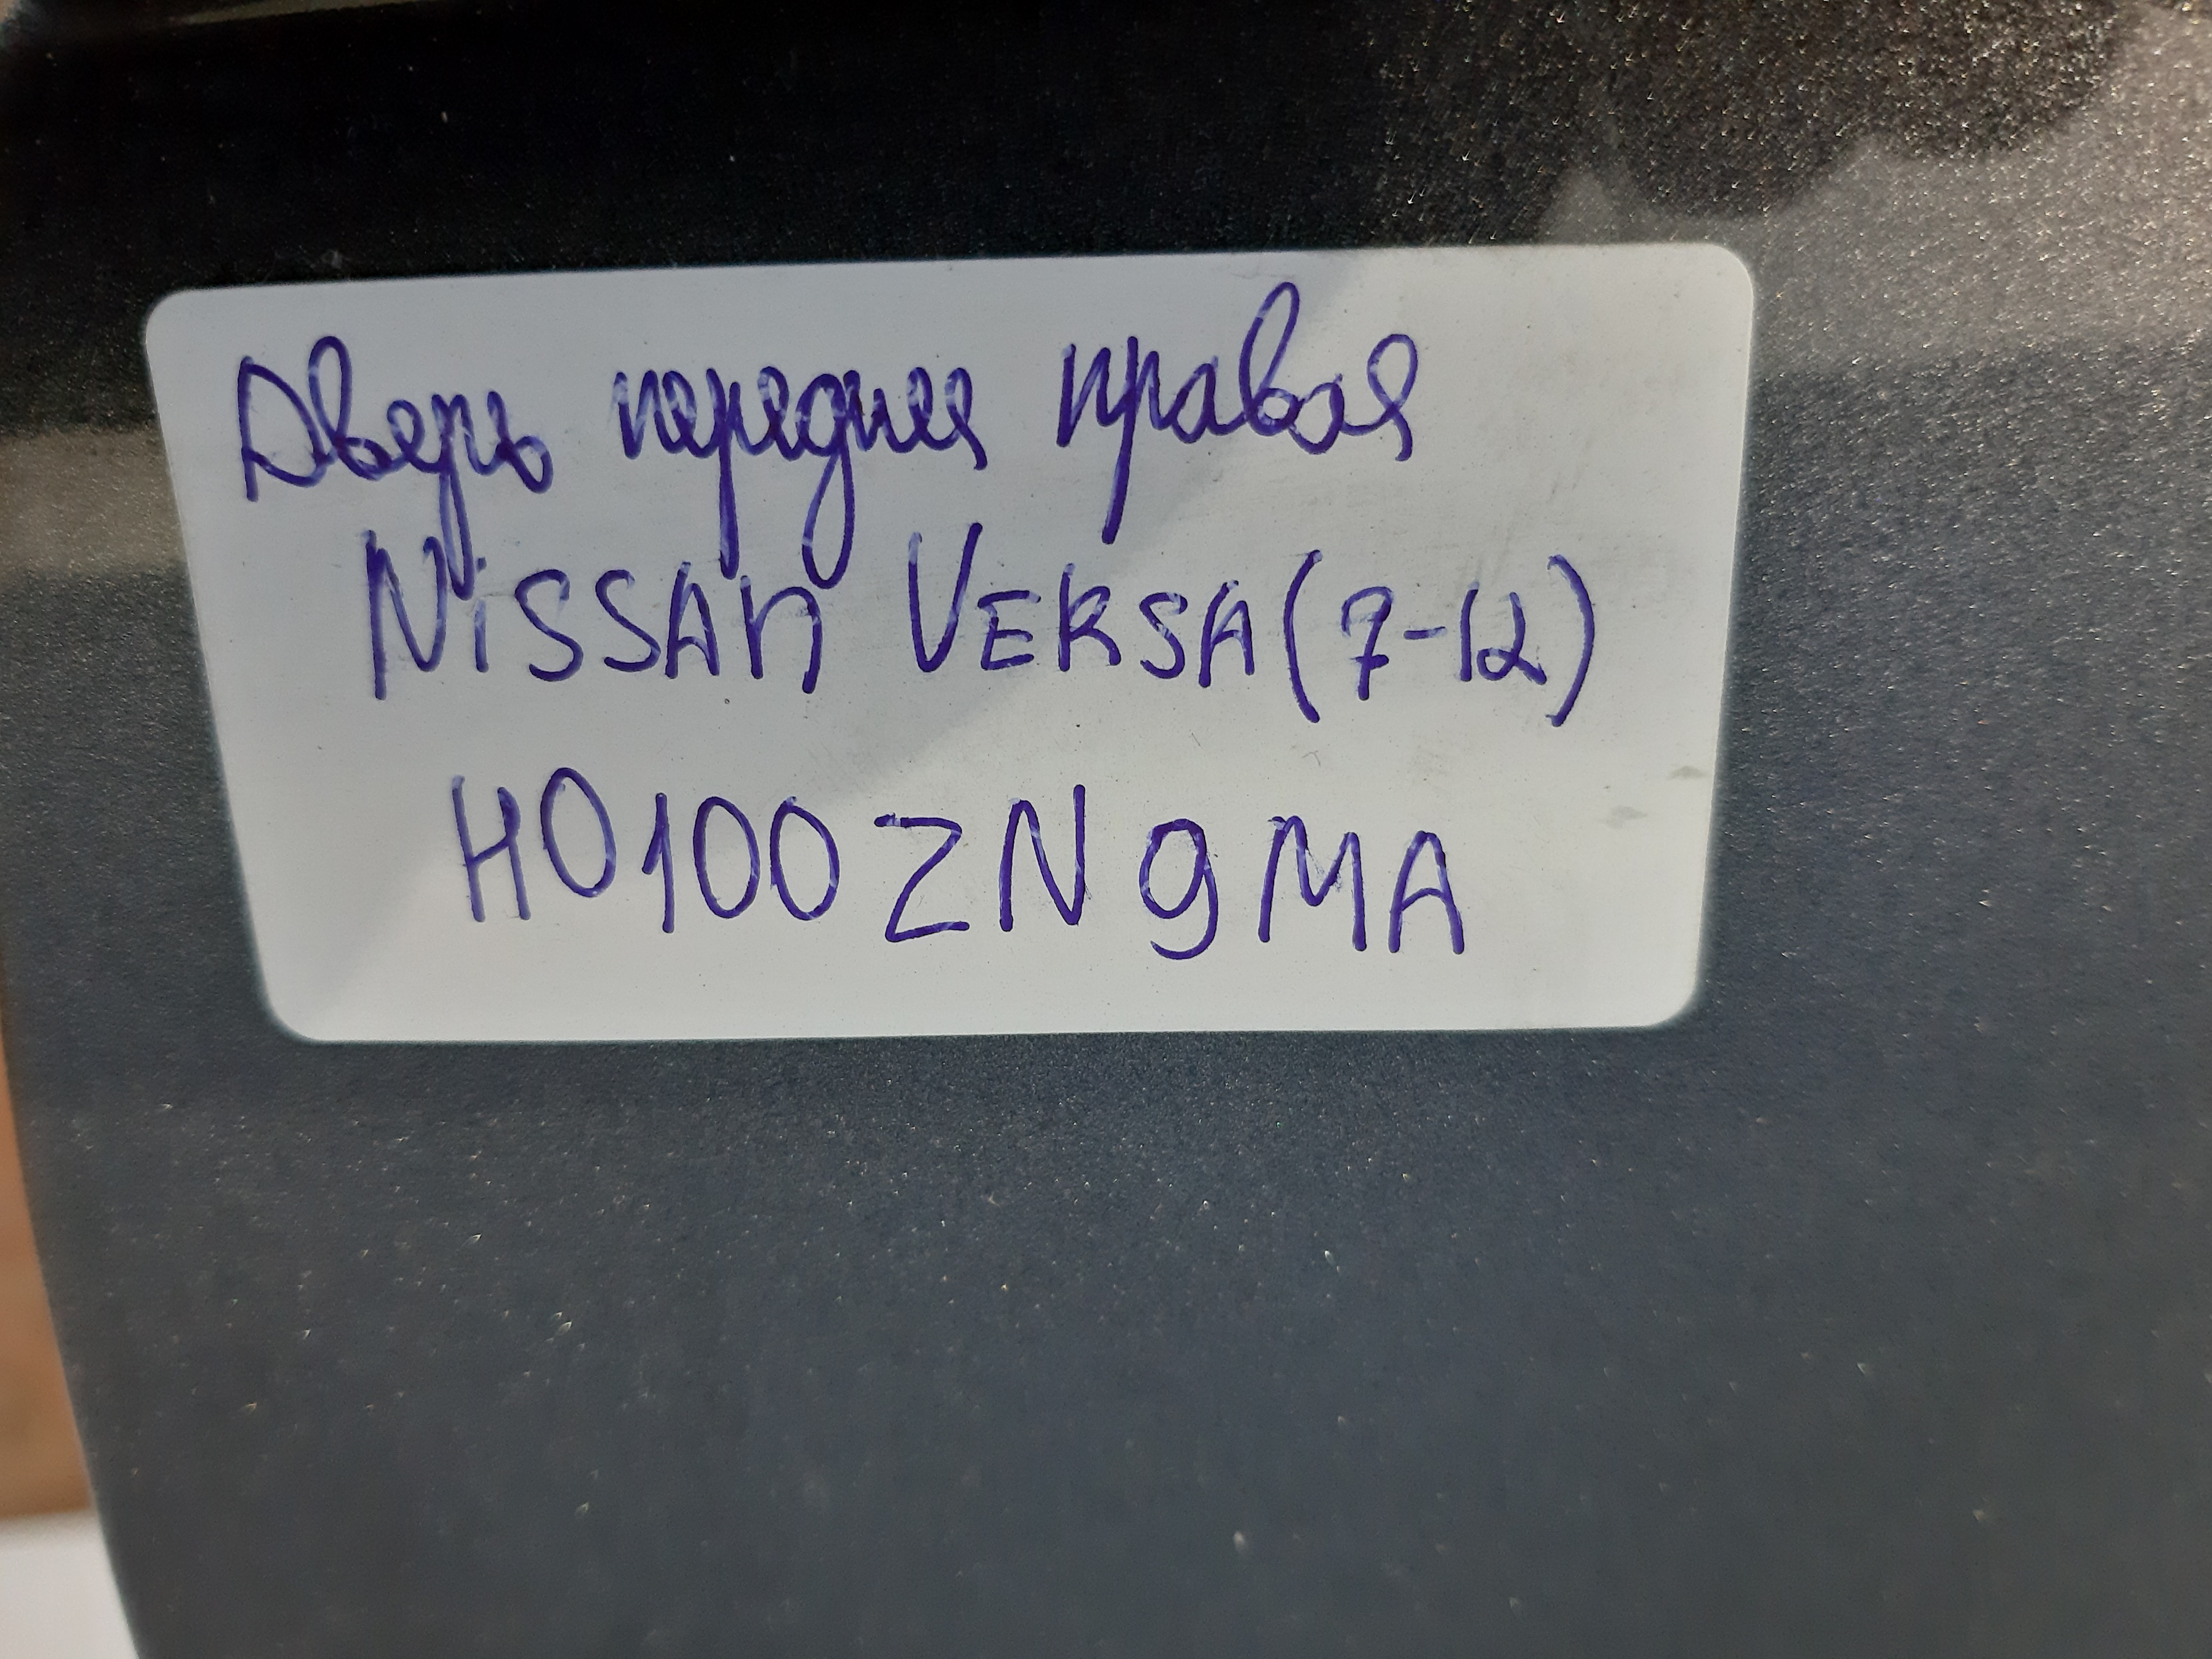 Дверь передняя правая
NiSSAn VERSA (7-12)
H0100ZN9MA